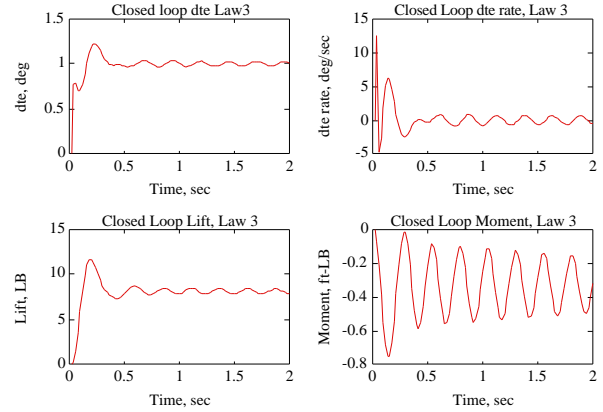 Closed loop dte Law3
1.5
1
0.5
0
dte, deg
0 0.5 1 1.5 2
Time, sec
Closed Loop dte rate, Law 3
15
10
5
0
-5
dte rate, deg/sec
0 0.5 1 1.5 2
Time, sec
Closed Loop Lift, Law 3
15
10
5
0
Lift, LB
0 0.5 1 1.5 2
Time, sec
Closed Loop Moment, Law 3
0
-0.2
-0.4
-0.6
-0.8
Moment, ft-LB
0 0.5 1 1.5 2
Time, sec